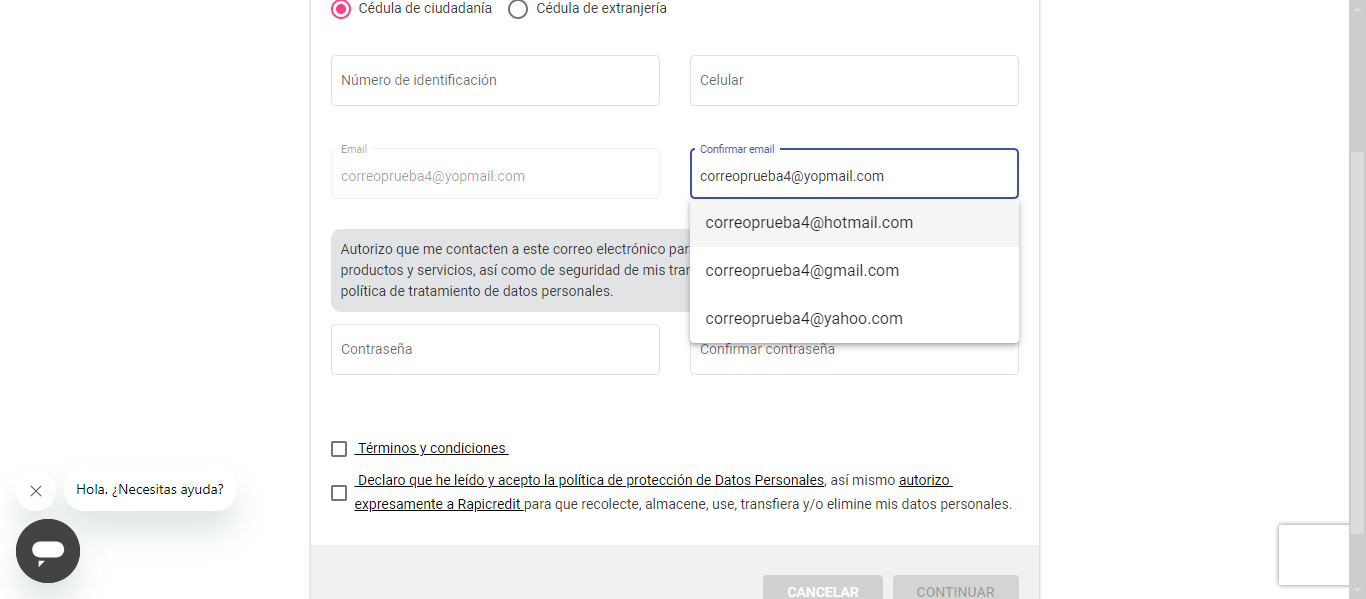 Cédula de ciudadanía
Cédula de extranjería
Número de identificación
Celular
Email
correoprueba4@yopmail.com
Confirmar email
correoprueba4@yopmail.com
correoprueba4@hotmail.com
correoprueba4@gmail.com
correoprueba4@yahoo.com
Autorizo que me contacten a este correo electrónico
productos y servicios, así como de seguridad de mis
política de tratamiento de datos personales.
Contraseña
Confirmar contraseña
Términos y condiciones
Declaro que he leído y acepto la política de protección de Datos Personales, así mismo autorizo
expresamente a Rapicredit para que recolecte, almacene, use, transfiera y/o elimine mis datos personales.
Hola. ¿Necesitas ayuda?
CANCELAR
CONTINUAR